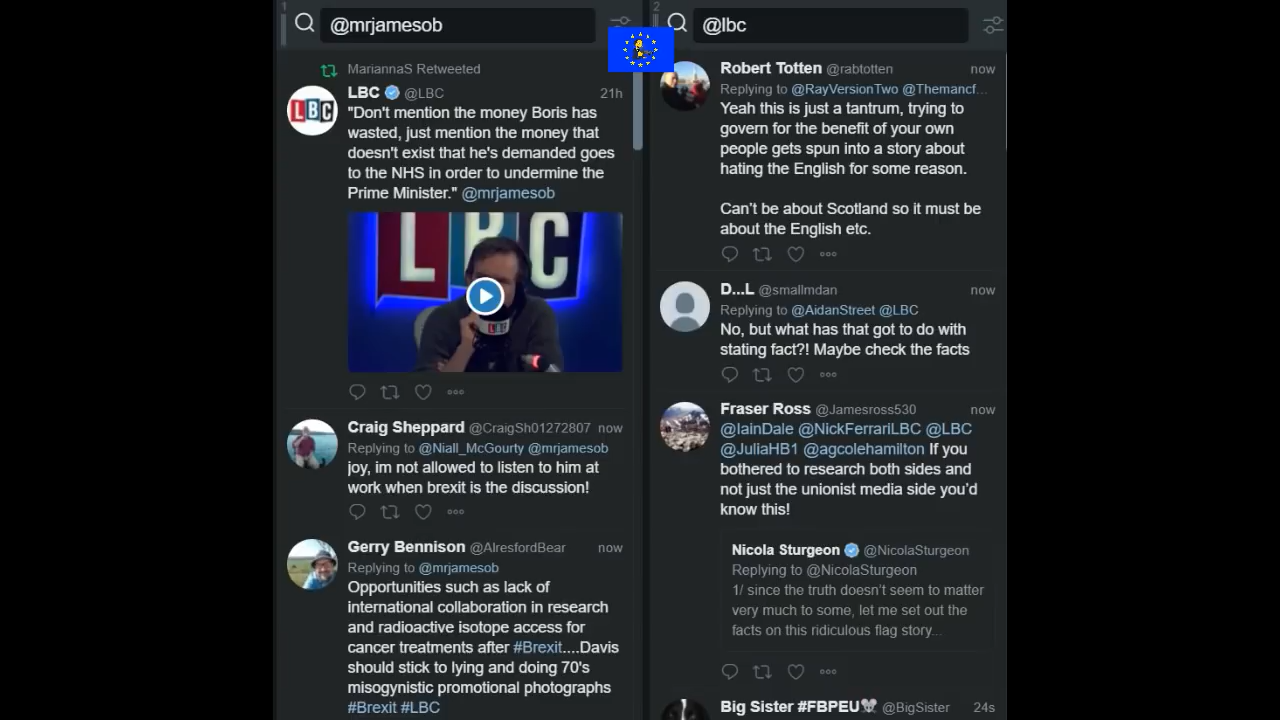 1
@mrjamesob
MariannaS Retweeted
LBC @LBC 21h
"Don't mention the money Boris has
wasted, just mention the money that
doesn't exist that he's demanded goes
to the NHS in order to undermine the
Prime Minister." @mrjamesob
LBC
LBC
LBC
Craig Sheppard @CraigSh01272807 now
Replying to @Niall_McGourty @mrjamesob
joy, im not allowed to listen to him at
work when brexit is the discussion!
Gerry Bennison @AlresfordBear now
Replying to @mrjamesob
Opportunities such as lack of
international collaboration in research
and radioactive isotope access for
cancer treatments after #Brexit....Davis
should stick to lying and doing 70's
misogynistic promotional photographs
#Brexit #LBC
2
@lbc
Robert Totten @rabtotten now
Replying to @RayVersionTwo @Themancf...
Yeah this is just a tantrum, trying to
govern for the benefit of your own
people gets spun into a story about
hating the English for some reason.
Can’t be about Scotland so it must be
about the English etc.
D...L @smallmdan now
Replying to @AidanStreet @LBC
No, but what has that got to do with
stating fact?! Maybe check the facts
Fraser Ross @Jamesross530 now
@IainDale @NickFerrariLBC @LBC
@JuliaHB1 @agcolehamilton If you
bothered to research both sides and
not just the unionist media side you’d
know this!
Nicola Sturgeon @NicolaSturgeon
Replying to @NicolaSturgeon
1/ since the truth doesn’t seem to matter
very much to some, let me set out the
facts on this ridiculous flag story...
Big Sister #FBPEU @BigSister 24s